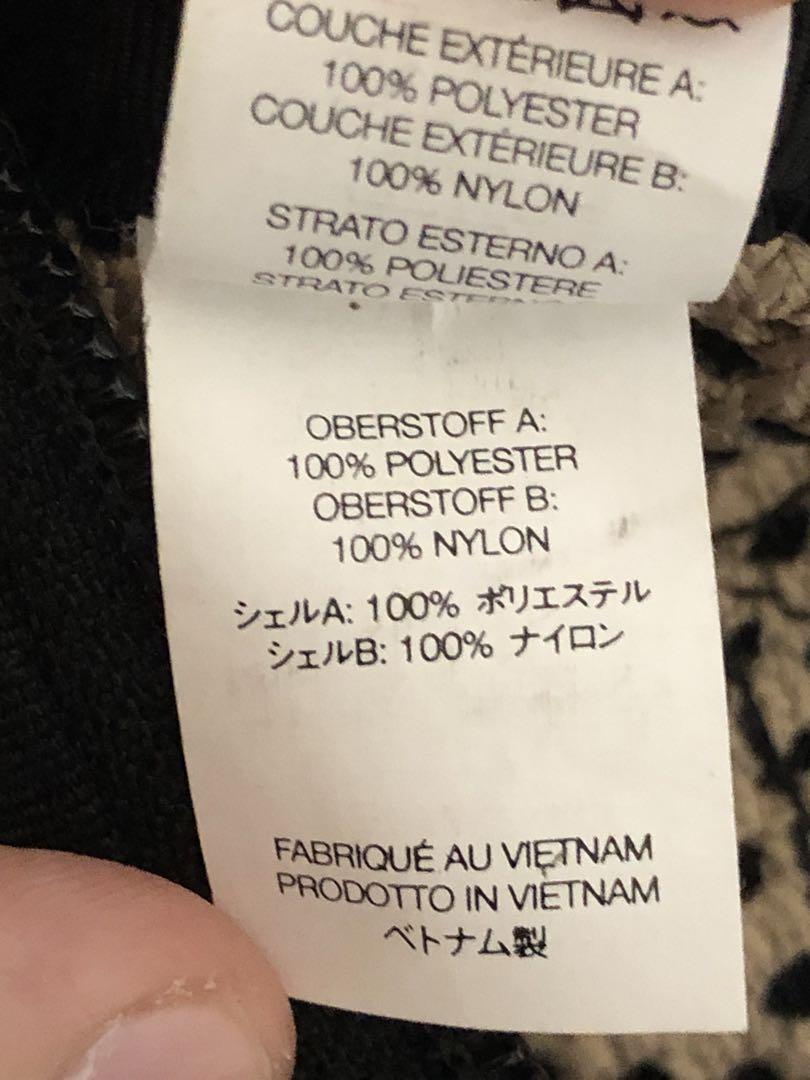 COUCHE EXTÉRIEURE A:
100% POLYESTER
COUCHE EXTÉRIEURE B:
100% NYLON
STRATO ESTERNO A:
100% POLIESTERE
STRATO ESTERNO
OBERSTOFF A:
100% POLYESTER
OBERSTOFF B:
100% NYLON
シェルA: 100% ポリエステル
シェルB: 100% ナイロン
FABRIQUÉ AU VIETNAM
PRODOTTO IN VIETNAM
ベトナム製